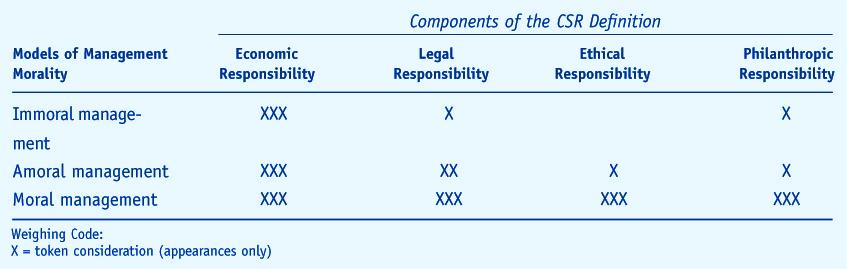 Components of the CSR Definition
Models of Management Morality Economic Responsibility Legal Responsibility Ethical Responsibility Philanthropic Responsibility
Immoral manage-
ment XXX X X
Amoral management XXX XX X X
Moral management XXX XXX XXX XXX
Weighing Code:
X = token consideration (appearances only)